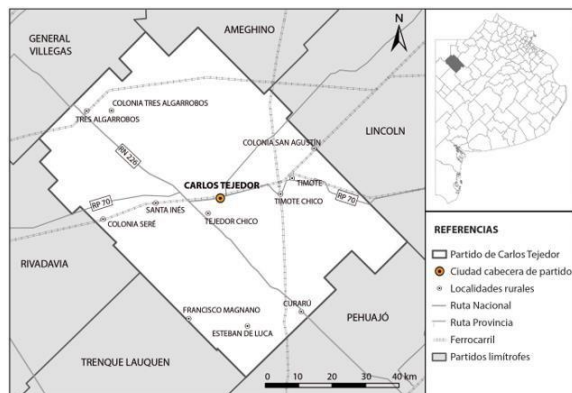 AMEGHINO
GENERAL
VILLEGAS
N
COLONIA TRES ALGARROBOS
TRES ALGARROBOS
LINCOLN
COLONIA SAN AGUSTÍN
RN 226
CARLOS TEJEDOR
TIMOTE
RP 70
SANTA INÉS
TIMOTE CHICO
RP 70
TEJEDOR CHICO
COLONIA SERÉ
RIVADAVIA
FRANCISCO MAGNANO
CURARÚ
ESTEBAN DE LUCA
PEHUAJÓ
TRENQUE LAUQUEN
0 10 20 30 40 km
REFERENCIAS
Partido de Carlos Tejedor
Ciudad cabecera de partido
Localidades rurales
Ruta Nacional
Ruta Provincia
Ferrocarril
Partidos limítrofes